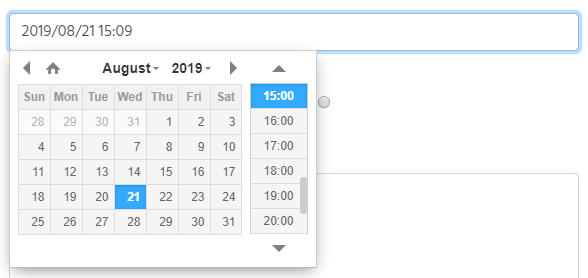 2019/08/21 15:09
August 2019
Sun Mon Tue Wed Thu Fri Sat
28 29 30 31 1 2 3
4 5 6 7 8 9 10
11 12 13 14 15 16 17
18 19 20 21 22 23 24
25 26 27 28 29 30 31
15:00
16:00
17:00
18:00
19:00
20:00